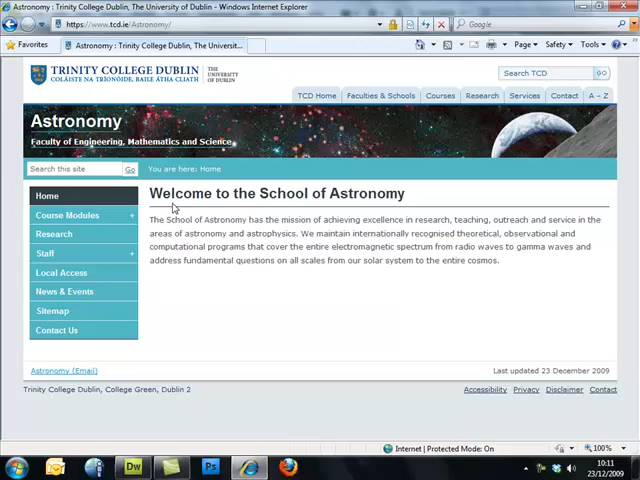 Astronomy : Trinity College Dublin, The University of Dublin - Windows Internet Explorer
https://www.tcd.ie/Astronomy/
Google
Favorites
Astronomy : Trinity College Dublin, The Universit...
Page
Safety
Tools
TRINITY COLLEGE DUBLIN
COLÁISTE NA TRÍONÓIDE, BAILE ÁTHA CLIATH
THE
UNIVERSITY
OF DUBLIN
Search TCD
GO
TCD Home
Faculties & Schools
Courses
Research
Services
Contact
A – Z
Astronomy
Faculty of Engineering, Mathematics and Science
Search this site
Go
You are here: Home
Home
Course Modules +
Research
Staff +
Local Access
News & Events
Sitemap
Contact Us
Welcome to the School of Astronomy
The School of Astronomy has the mission of achieving excellence in research, teaching, outreach and service in the
areas of astronomy and astrophysics. We maintain internationally recognised theoretical, observational and
computational programs that cover the entire electromagnetic spectrum from radio waves to gamma waves and
address fundamental questions on all scales from our solar system to the entire cosmos.
Astronomy (Email)
Last updated 23 December 2009
Trinity College Dublin, College Green, Dublin 2
Accessibility
Privacy
Disclaimer
Contact
Internet | Protected Mode: On
100%
Dw
Ps
10:11
23/12/2009